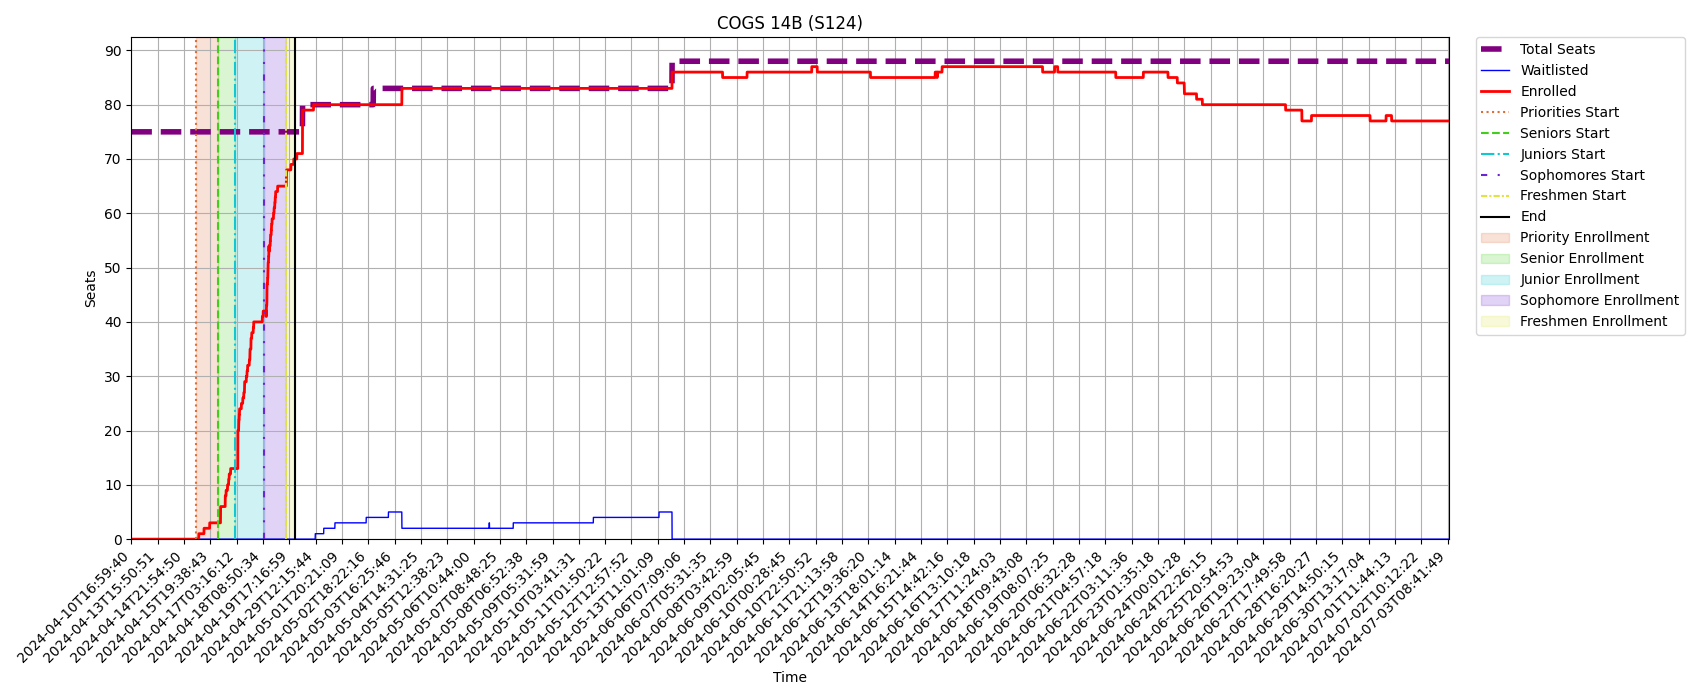 COGS 14B (S124)
90
80
70
60
50
40
30
20
10
0
Seats
2024-04-10T16:59:40
2024-04-13T15:50:51
2024-04-14T21:54:50
2024-04-15T19:38:43
2024-04-17T03:16:12
2024-04-18T08:50:34
2024-04-19T17:16:59
2024-04-29T12:15:44
2024-05-01T20:21:09
2024-05-02T18:22:16
2024-05-03T16:25:46
2024-05-04T14:31:25
2024-05-05T12:38:23
2024-05-06T10:44:00
2024-05-07T08:48:25
2024-05-08T06:52:38
2024-05-09T05:31:59
2024-05-10T03:41:31
2024-05-11T01:50:22
2024-05-12T12:57:52
2024-05-13T11:01:09
2024-06-06T07:09:06
2024-06-07T05:31:35
2024-06-08T03:42:59
2024-06-09T02:05:45
2024-06-10T00:28:45
2024-06-10T22:50:52
2024-06-11T21:13:58
2024-06-12T19:36:20
2024-06-13T18:01:14
2024-06-14T16:21:44
2024-06-15T14:42:16
2024-06-16T13:10:18
2024-06-17T11:24:03
2024-06-18T09:43:08
2024-06-19T08:07:25
2024-06-20T06:32:28
2024-06-21T04:57:18
2024-06-22T03:11:36
2024-06-23T01:35:18
2024-06-24T00:01:28
2024-06-24T22:26:15
2024-06-25T20:54:53
2024-06-26T19:23:04
2024-06-27T17:49:58
2024-06-28T16:20:27
2024-06-29T14:50:15
2024-06-30T13:17:04
2024-07-01T11:44:13
2024-07-02T10:12:22
2024-07-03T08:41:49
Time
Total Seats
Waitlisted
Enrolled
Priorities Start
Seniors Start
Juniors Start
Sophomores Start
Freshmen Start
End
Priority Enrollment
Senior Enrollment
Junior Enrollment
Sophomore Enrollment
Freshmen Enrollment